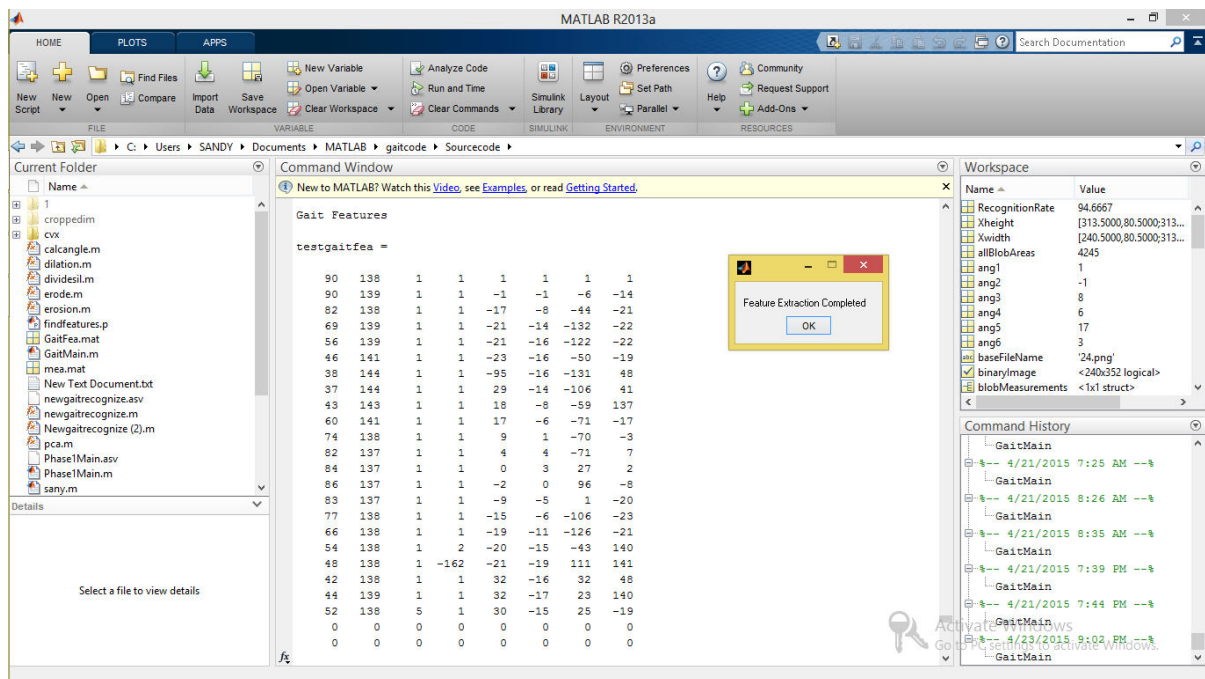 MATLAB R2013a
HOME PLOTS APPS
Search Documentation
New Script
New
Open
Find Files
Compare
Import Data
Save Workspace
New Variable
Open Variable
Clear Workspace
Analyze Code
Run and Time
Clear Commands
Simulink Library
Layout
Preferences
Set Path
Parallel
Help
Community
Request Support
Add-Ons
FILE VARIABLE CODE SIMULINK ENVIRONMENT RESOURCES
C: Users SANDY Documents MATLAB gaitcode Sourcecode
Current Folder
Name
1
croppedim
cvx
calcangle.m
dilation.m
dividesil.m
erode.m
erosion.m
findfeatures.p
GaitFea.mat
GaitMain.m
mea.mat
New Text Document.txt
newgaitrecognize.asv
newgaitrecognize.m
Newgaitrecognize (2).m
pca.m
Phase1Main.asv
Phase1Main.m
sany.m
Details
Select a file to view details
Command Window
New to MATLAB? Watch this Video, see Examples, or read Getting Started.
Gait Features
testgaitfea =
90 138 1 1 1 1 1 1
90 139 1 1 -1 -1 -6 -14
82 138 1 1 -17 -8 -44 -21
69 139 1 1 -21 -14 -132 -22
56 139 1 1 -21 -16 -122 -22
46 141 1 1 -23 -16 -50 -19
38 144 1 1 -95 -16 -131 48
37 144 1 1 29 -14 -106 41
43 143 1 1 18 -8 -59 137
60 141 1 1 17 -6 -71 -17
74 138 1 1 9 1 -70 -3
82 137 1 1 4 4 -71 7
84 137 1 1 0 3 27 2
86 137 1 1 -2 0 96 -8
83 137 1 1 -9 -5 1 -20
77 138 1 1 -15 -6 -106 -23
66 138 1 1 -19 -11 -126 -21
54 138 1 2 -20 -15 -43 140
48 138 1 -162 -21 -19 111 141
42 138 1 1 32 -16 32 48
44 139 1 1 32 -17 23 140
52 138 5 1 30 -15 25 -19
0 0 0 0 0 0 0 0
0 0 0 0 0 0 0 0
fx
Feature Extraction Completed
OK
Workspace
Name Value
RecognitionRate 94.6667
Xheight [313.5000,80.5000;313...
Xwidth [240.5000,80.5000;313...
allBlobAreas 4245
ang1 1
ang2 -1
ang3 8
ang4 6
ang5 17
ang6 3
baseFileName '24.png'
binaryImage <240x352 logical>
blobMeasurements <1x1 struct>
Command History
GaitMain
%-- 4/21/2015 7:25 AM --%
GaitMain
%-- 4/21/2015 8:26 AM --%
GaitMain
%-- 4/21/2015 8:35 AM --%
GaitMain
%-- 4/21/2015 7:39 PM --%
GaitMain
%-- 4/21/2015 7:44 PM --%
GaitMain
%-- 4/23/2015 9:02 PM --%
GaitMain
Activate Windows
Go to PC settings to activate Windows.